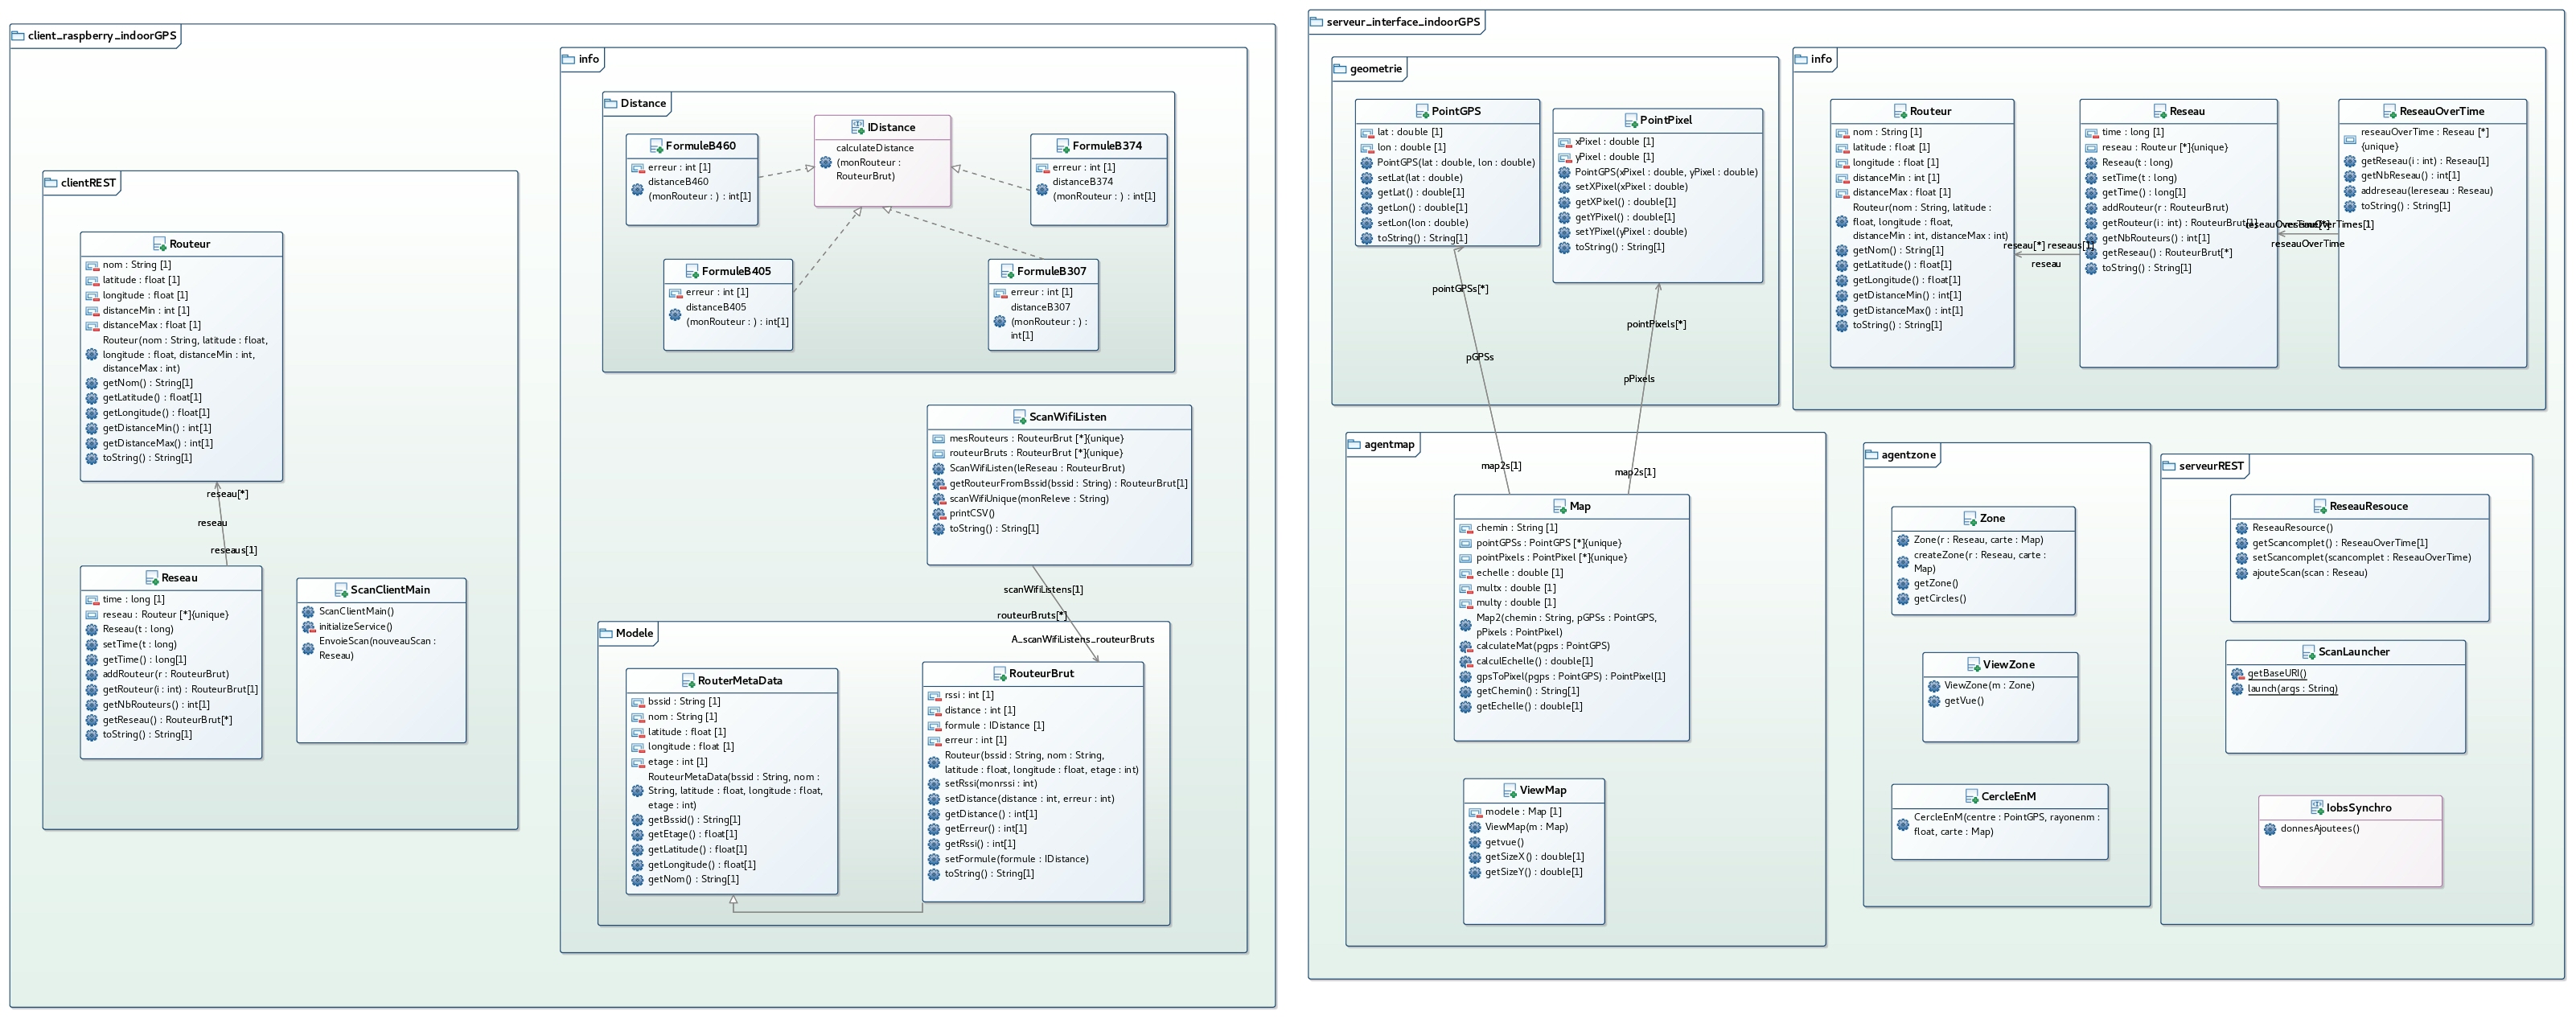 client_raspberry_indoorGPS
clientREST
Routeur
nom : String [1]
latitude : float [1]
longitude : float [1]
distanceMin : int [1]
distanceMax : float [1]
Routeur(nom : String, latitude : float,
longitude : float, distanceMin : int,
distanceMax : int)
getNom() : String[1]
getLatitude() : float[1]
getLongitude() : float[1]
getDistanceMin() : int[1]
getDistanceMax() : int[1]
toString() : String[1]
reseau[*]
reseau
reseaus[1]
Reseau
time : long [1]
reseau : Routeur [*]{unique}
Reseau(t : long)
setTime(t : long)
getTime() : long[1]
addRouteur(r : RouteurBrut)
getRouteur(i : int) : RouteurBrut[1]
getNbRouteurs() : int[1]
getReseau() : RouteurBrut[*]
toString() : String[1]
ScanClientMain
ScanClientMain()
initializeService()
EnvoieScan(nouveauScan :
Reseau)
info
Distance
FormuleB460
erreur : int [1]
distanceB460
(monRouteur : ) : int[1]
IDistance
calculateDistance
(monRouteur :
RouteurBrut)
FormuleB374
erreur : int [1]
distanceB374
(monRouteur : ) : int[1]
FormuleB405
erreur : int [1]
distanceB405
(monRouteur : ) : int[1]
FormuleB307
erreur : int [1]
distanceB307
(monRouteur : ) :
int[1]
ScanWifiListen
mesRouteurs : RouteurBrut [*]{unique}
routeurBruts : RouteurBrut [*]{unique}
ScanWifiListen(leReseau : RouteurBrut)
getRouteurFromBssid(bssid : String) : RouteurBrut[1]
scanWifiUnique(monReleve : String)
printCSV()
toString() : String[1]
scanWifiListens[1]
routeurBruts[*]
A_scanWifiListens_routeurBruts
Modele
RouterMetaData
bssid : String [1]
nom : String [1]
latitude : float [1]
longitude : float [1]
etage : int [1]
RouteurMetaData(bssid : String, nom :
String, latitude : float, longitude : float,
etage : int)
getBssid() : String[1]
getEtage() : float[1]
getLatitude() : float[1]
getLongitude() : float[1]
getNom() : String[1]
RouteurBrut
rssi : int [1]
distance : int [1]
formule : IDistance [1]
erreur : int [1]
Routeur(bssid : String, nom : String,
latitude : float, longitude : float, etage : int)
setRssi(monrssi : int)
setDistance(distance : int, erreur : int)
getDistance() : int[1]
getErreur() : int[1]
getRssi() : int[1]
setFormule(formule : IDistance)
toString() : String[1]
serveur_interface_indoorGPS
geometrie
PointGPS
lat : double [1]
lon : double [1]
PointGPS(lat : double, lon : double)
setLat(lat : double)
getLat() : double[1]
getLon() : double[1]
setLon(lon : double)
toString() : String[1]
PointPixel
xPixel : double [1]
yPixel : double [1]
PointGPS(xPixel : double, yPixel : double)
setXPixel(xPixel : double)
getXPixel() : double[1]
getYPixel() : double[1]
setYPixel(yPixel : double)
toString() : String[1]
pointGPSs[*]
pGPSs
map2s[1]
pointPixels[*]
pPixels
map2s[1]
info
Routeur
nom : String [1]
latitude : float [1]
longitude : float [1]
distanceMin : int [1]
distanceMax : float [1]
Routeur(nom : String, latitude :
float, longitude : float,
distanceMin : int, distanceMax : int)
getNom() : String[1]
getLatitude() : float[1]
getLongitude() : float[1]
getDistanceMin() : int[1]
getDistanceMax() : int[1]
toString() : String[1]
reseau[*] reseaus[1]
reseau
Reseau
time : long [1]
reseau : Routeur [*]{unique}
Reseau(t : long)
setTime(t : long)
getTime() : long[1]
addRouteur(r : RouteurBrut)
getRouteur(i : int) : RouteurBrut[1]
getNbRouteurs() : int[1]
getReseau() : RouteurBrut[*]
toString() : String[1]
reseauOverTime
ReseauOverTime
reseauOverTime : Reseau [*]
{unique}
getReseau(i : int) : Reseau[1]
getNbReseau() : int[1]
addreseau(lereseau : Reseau)
toString() : String[1]
agentmap
Map
chemin : String [1]
pointGPSs : PointGPS [*]{unique}
pointPixels : PointPixel [*]{unique}
echelle : double [1]
multx : double [1]
multy : double [1]
Map2(chemin : String, pGPSs : PointGPS,
pPixels : PointPixel)
calculateMat(pgps : PointGPS)
calculEchelle() : double[1]
gpsToPixel(pgps : PointGPS) : PointPixel[1]
getChemin() : String[1]
getEchelle() : double[1]
ViewMap
modele : Map [1]
ViewMap(m : Map)
getvue()
getSizeX() : double[1]
getSizeY() : double[1]
agentzone
Zone
Zone(r : Reseau, carte : Map)
createZone(r : Reseau, carte :
Map)
getZone()
getCircles()
ViewZone
ViewZone(m : Zone)
getVue()
CercleEnM
CercleEnM(centre : PointGPS, rayonenm :
float, carte : Map)
serveurREST
ReseauResouce
ReseauResource()
getScancomplet() : ReseauOverTime[1]
setScancomplet(scancomplet : ReseauOverTime)
ajouteScan(scan : Reseau)
ScanLauncher
getBaseURI()
launch(args : String)
IobsSynchro
donnesAjoutees()